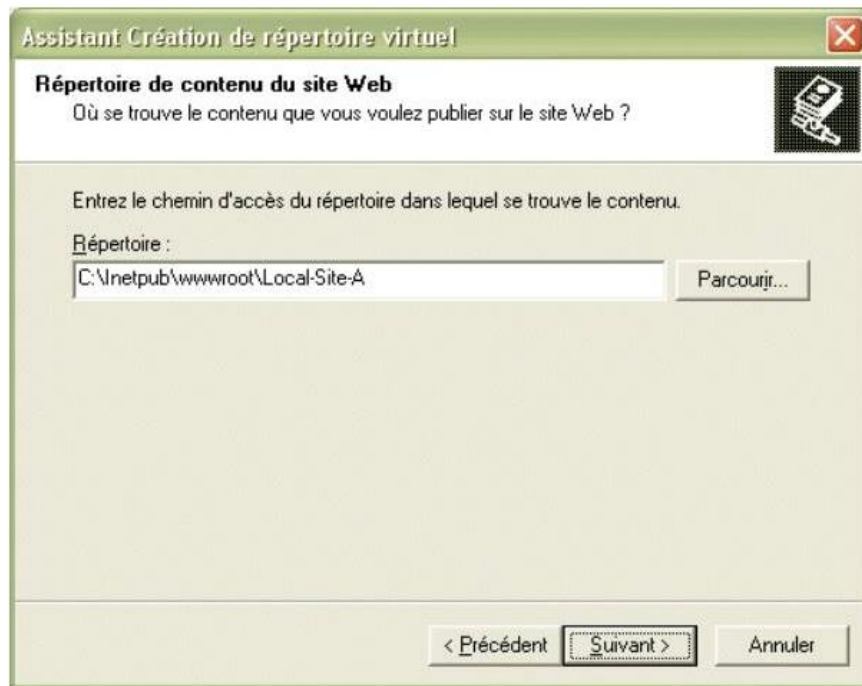 Assistant Création de répertoire virtuel
Répertoire de contenu du site Web
Où se trouve le contenu que vous voulez publier sur le site Web ?
Entrez le chemin d'accès du répertoire dans lequel se trouve le contenu.
Répertoire :
C:\Inetpub\wwwroot\Local-Site-A
Parcourir...
< Précédent
Suivant >
Annuler